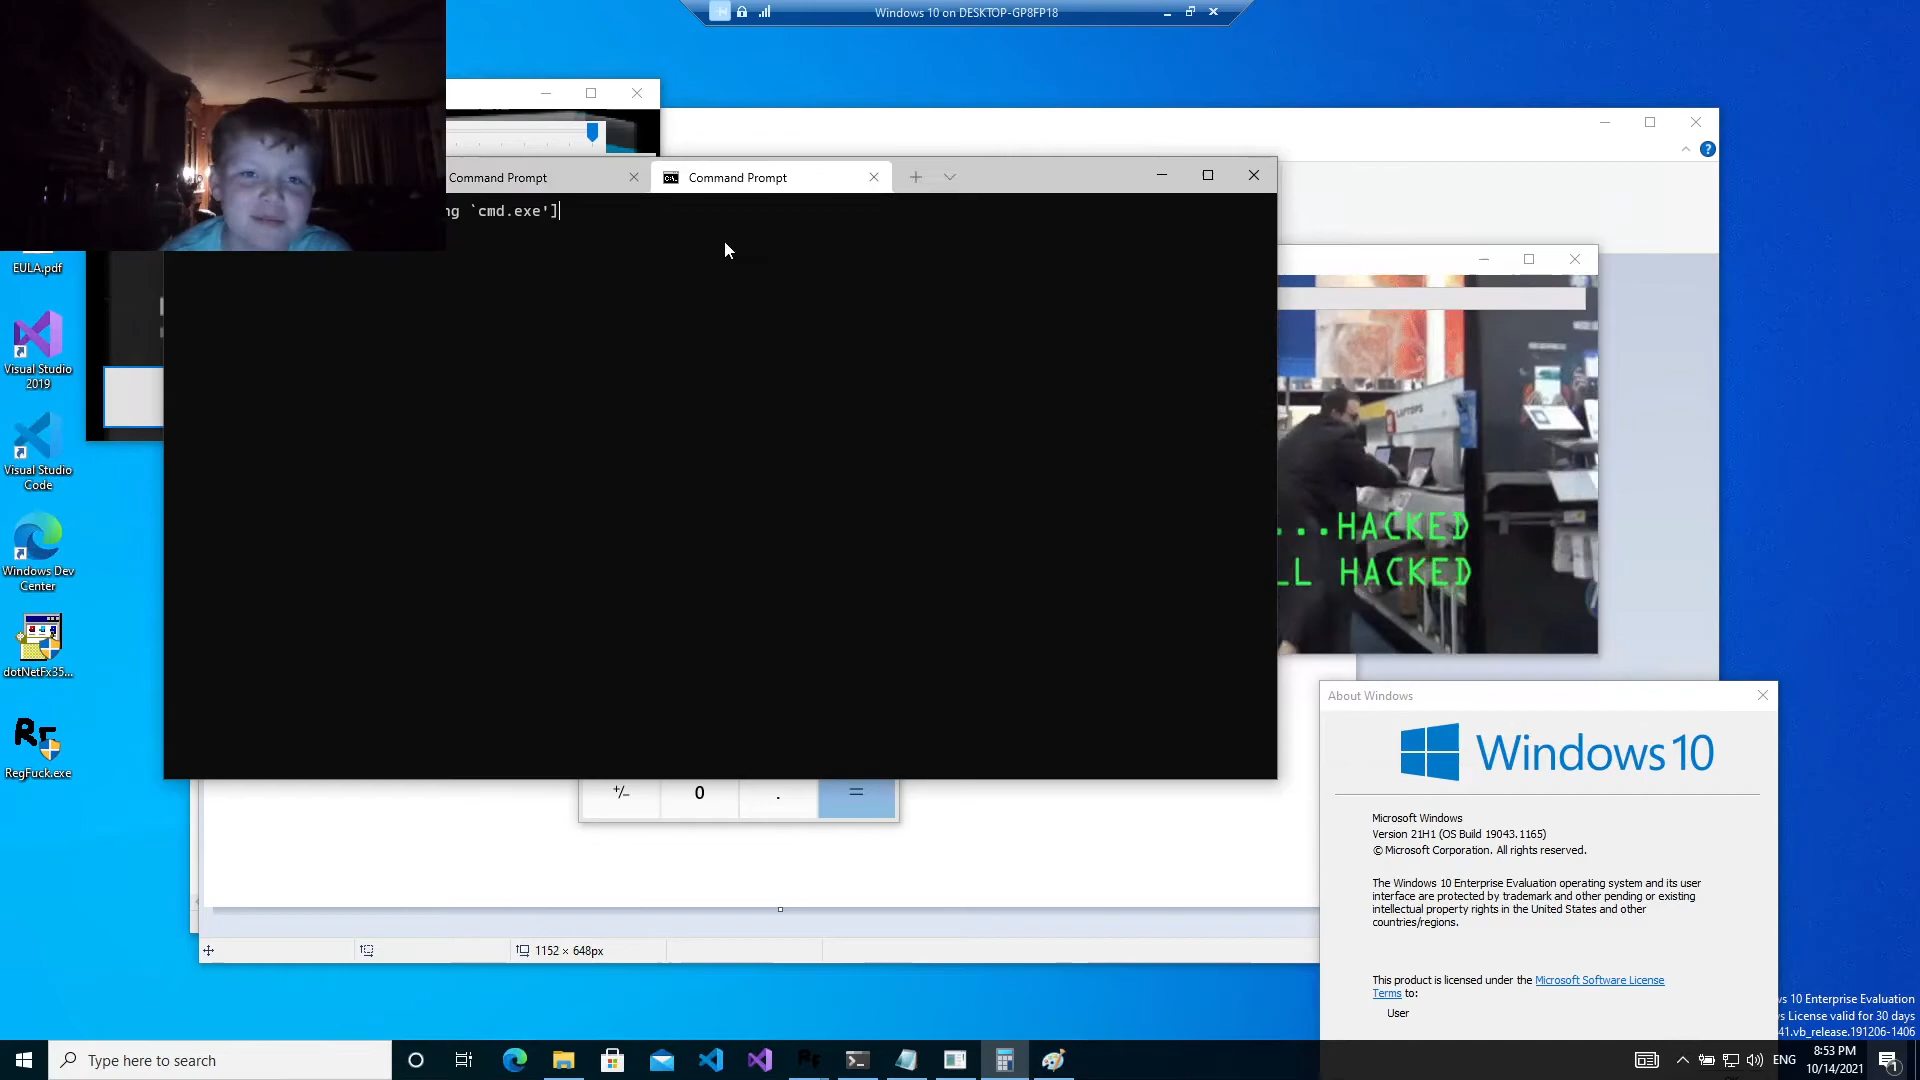 Windows 10 on DESKTOP-GP8FP18
Command Prompt
Command Prompt
ng `cmd.exe']
EULA.pdf
Visual Studio
2019
Visual Studio
Code
Windows Dev
Center
dotNetFx35...
RegFuck.exe
LAPTOPS
...HACKED
LL HACKED
+/-
0
.
=
1152 × 648px
About Windows
Windows 10
Microsoft Windows
Version 21H1 (OS Build 19043.1165)
© Microsoft Corporation. All rights reserved.
The Windows 10 Enterprise Evaluation operating system and its user
interface are protected by trademark and other pending or existing
intellectual property rights in the United States and other
countries/regions.
This product is licensed under the Microsoft Software License
Terms to:
User
vs 10 Enterprise Evaluation
vs License valid for 30 days
41.vb_release.191206-1406
Type here to search
ENG
8:53 PM
10/14/2021
1